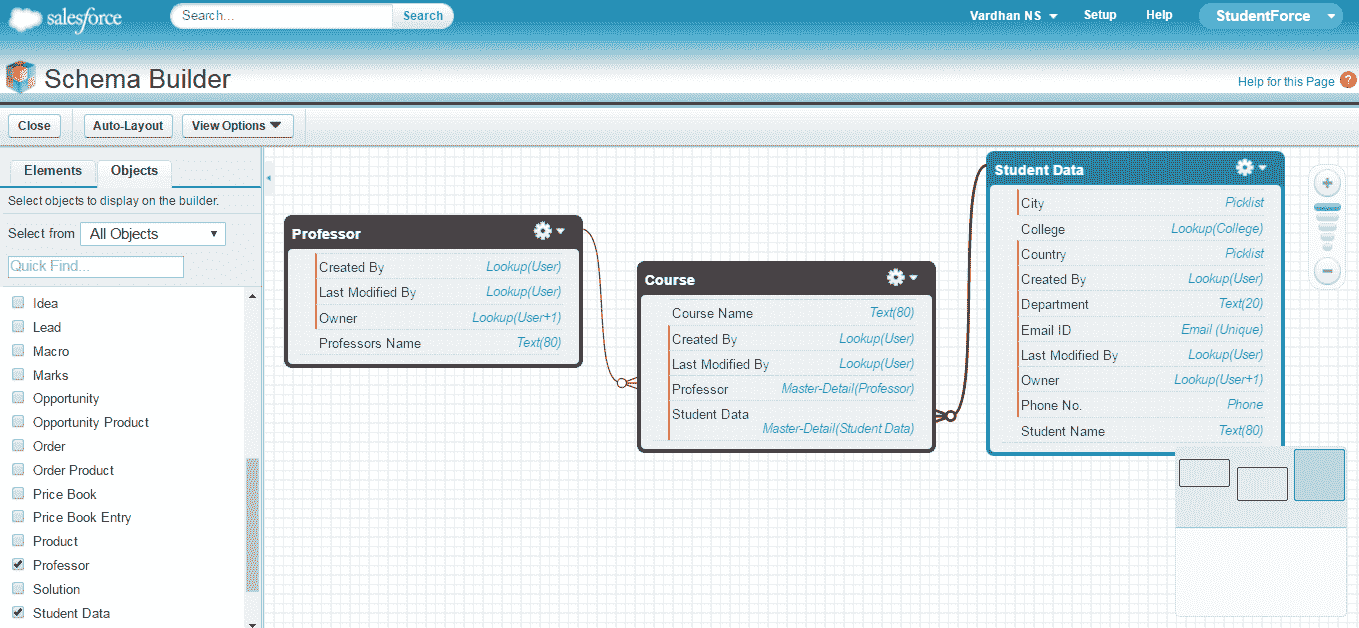 salesforce
Search...
Search
Vardhan NS
Setup
Help
StudentForce
Schema Builder
Help for this Page ?
Close
Auto-Layout
View Options
Elements
Objects
Select objects to display on the builder.
Select from All Objects
Quick Find...
Idea
Lead
Macro
Marks
Opportunity
Opportunity Product
Order
Order Product
Price Book
Price Book Entry
Product
Professor
Solution
Student Data
Professor
Created By Lookup(User)
Last Modified By Lookup(User)
Owner Lookup(User+1)
Professors Name Text(80)
Course
Course Name Text(80)
Created By Lookup(User)
Last Modified By Lookup(User)
Professor Master-Detail(Professor)
Student Data
Master-Detail(Student Data)
Student Data
City Picklist
College Lookup(College)
Country Picklist
Created By Lookup(User)
Department Text(20)
Email ID Email (Unique)
Last Modified By Lookup(User)
Owner Lookup(User+1)
Phone No. Phone
Student Name Text(80)